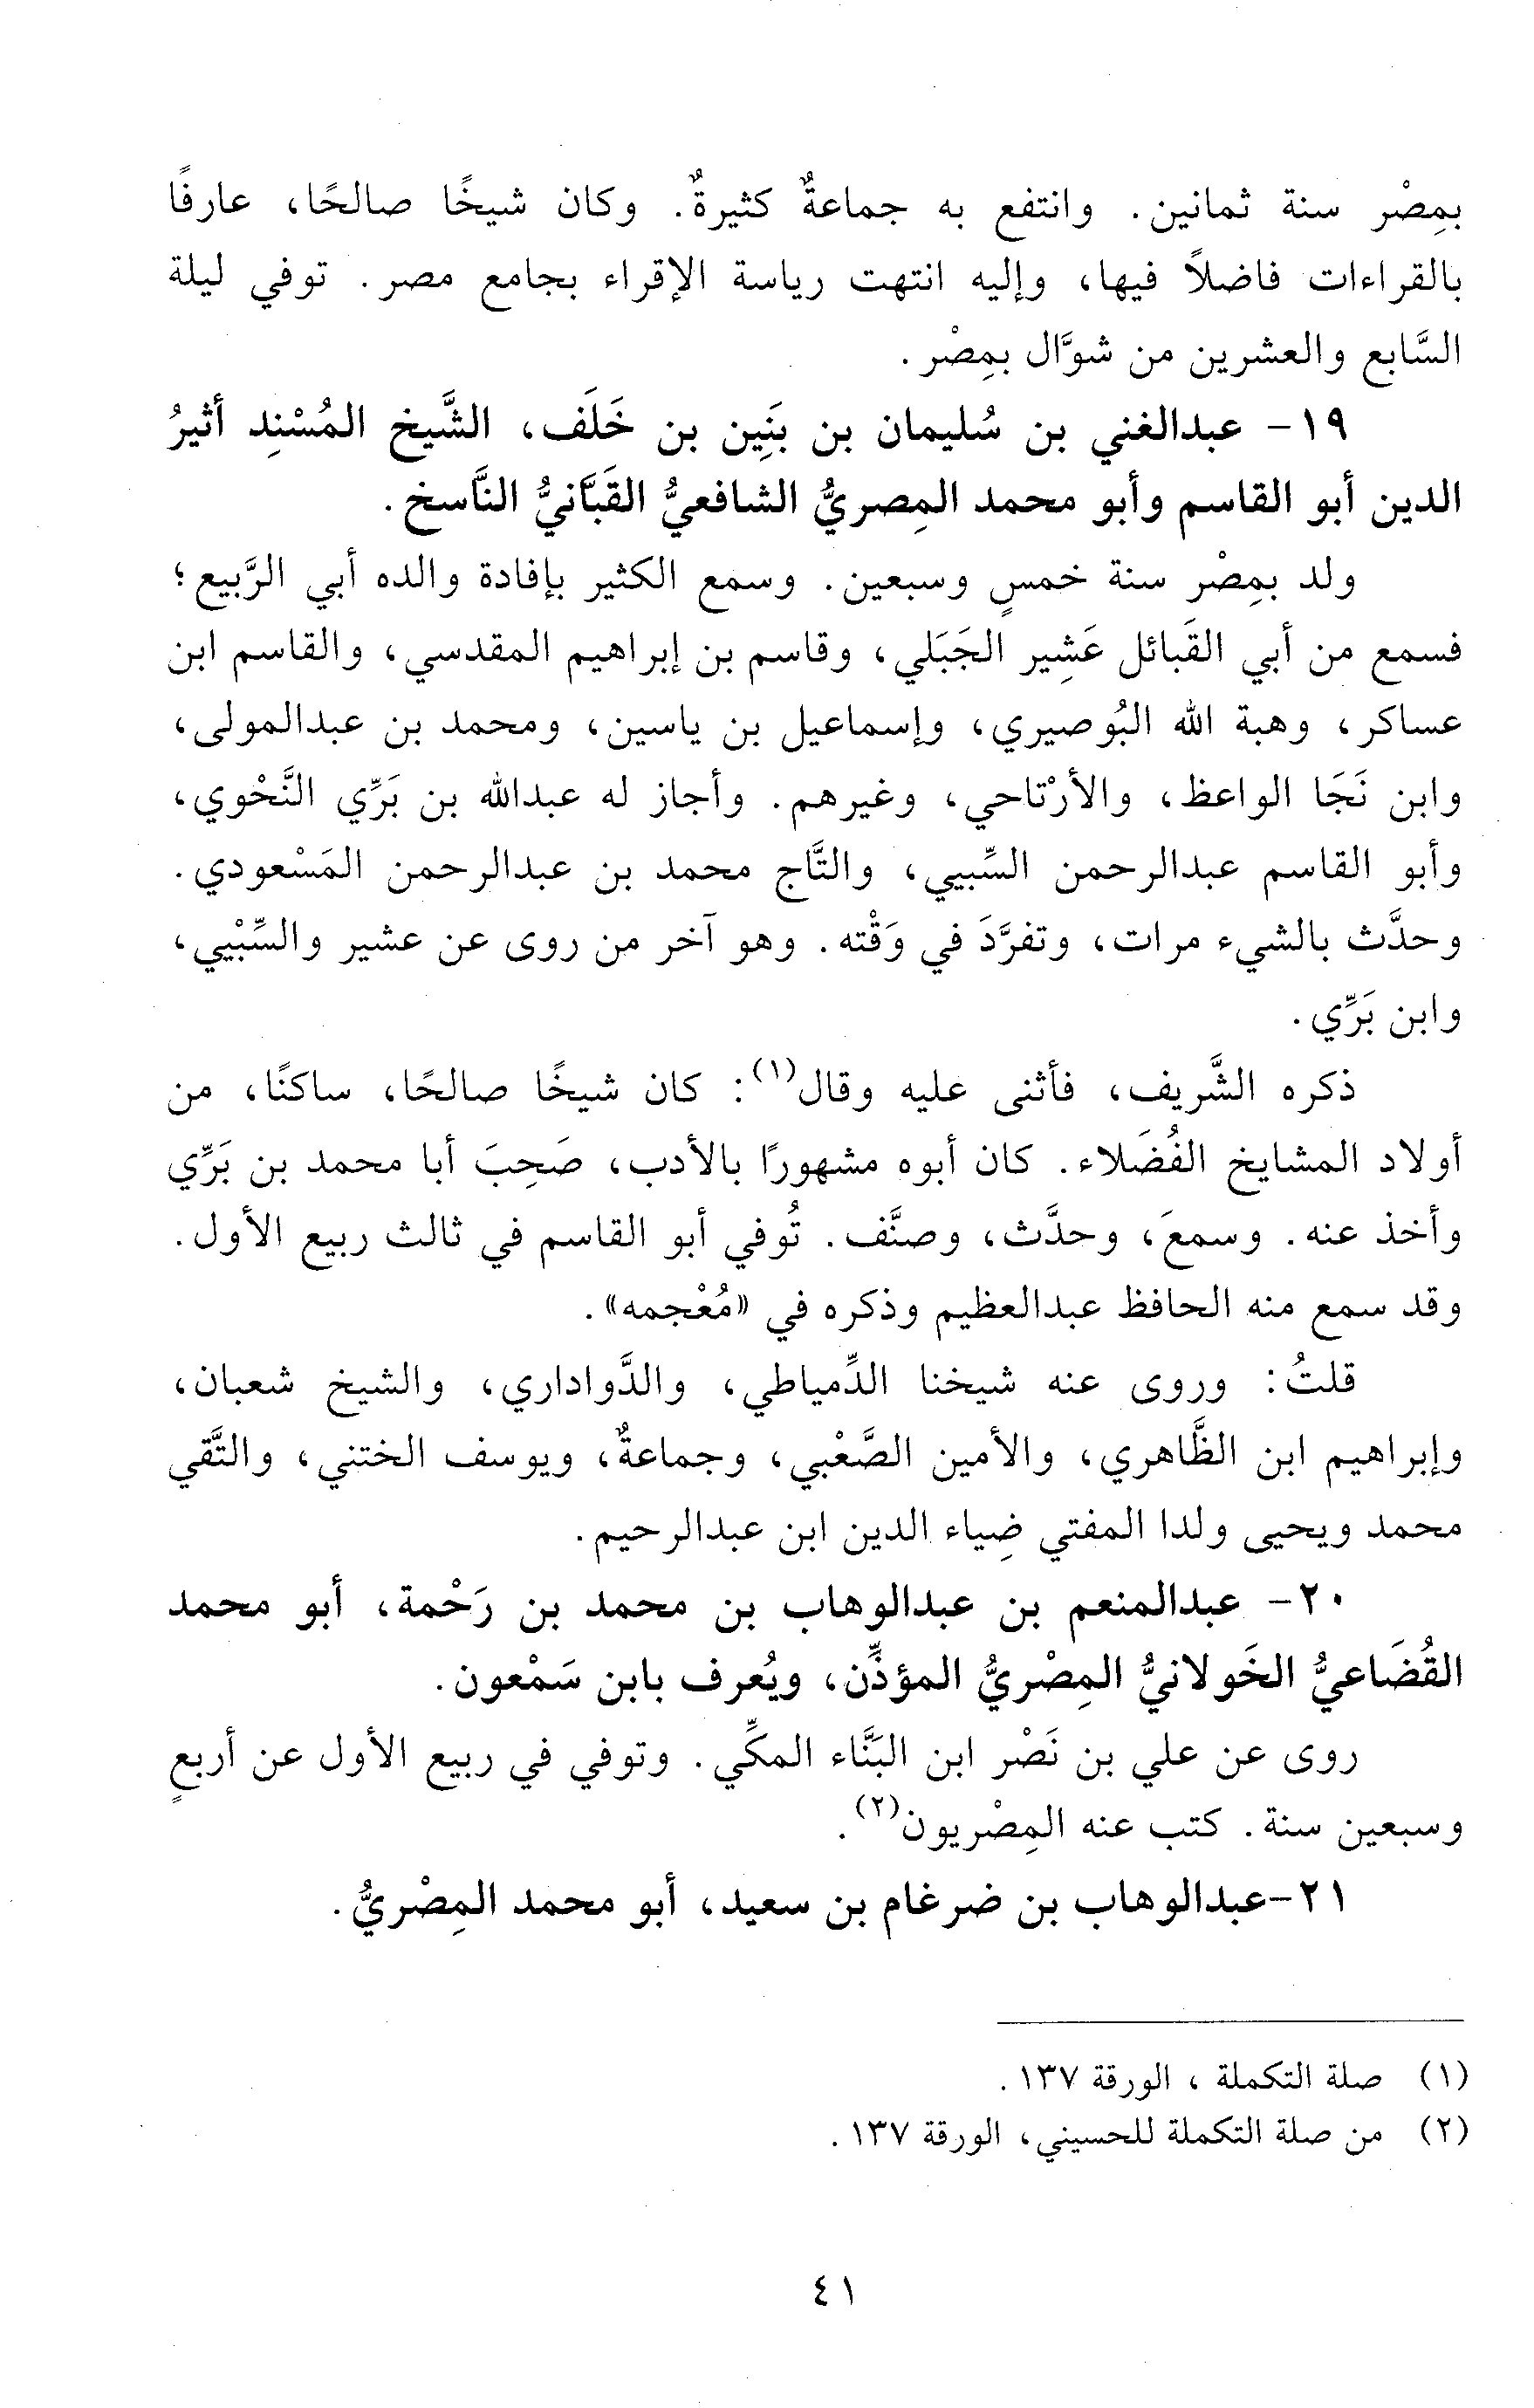 بمِصْر سنة ثمانين. وانتفع به جماعةٌ كثيرةٌ. وكان شيخًا صالحًا، عارفًا
بالقراءات فاضلاً فيها، وإليه انتهت رياسة الإقراء بجامع مصر. توفي ليلة
السَّابع والعشرين من شوَّال بمِصْر.
١٩- عبدالغني بن سُليمان بن بَنِين بن خَلَف، الشَّيخ المُسْنِد أثيرُ
الدين أبو القاسم وأبو محمد المِصريُّ الشافعيُّ القَبَّانيُّ النَّاسخ.
ولد بمِصْر سنة خمسٍ وسبعين. وسمع الكثير بإفادة والده أبي الرَّبيع؛
فسمع من أبي القَبائل عَشِير الجَبَلي، وقاسم بن إبراهيم المقدسي، والقاسم ابن
عساكر، وهبة الله البُوصيري، وإسماعيل بن ياسين، ومحمد بن عبدالمولى،
وابن نَجَا الواعظ، والأرْتاحي، وغيرهم. وأجاز له عبدالله بن بَرِّي النَّحْوي،
وأبو القاسم عبدالرحمن السِّبيي، والتَّاج محمد بن عبدالرحمن المَسْعودي.
وحدَّث بالشيء مرات، وتفرَّدَ في وَقْته. وهو آخر من روى عن عشير والسِّبْيي،
وابن بَرِّي.
ذكره الشَّريف، فأثنى عليه وقال(١): كان شيخًا صالحًا، ساكنًا، من
أولاد المشايخ الفُضَلاء. كان أبوه مشهورًا بالأدب، صَحِبَ أبا محمد بن بَرِّي
وأخذ عنه. وسمعَ، وحدَّث، وصنَّف. تُوفي أبو القاسم في ثالث ربيع الأول.
وقد سمع منه الحافظ عبدالعظيم وذكره في «مُعْجمه».
قلتُ: وروى عنه شيخنا الدِّمياطي، والدَّواداري، والشيخ شعبان،
وإبراهيم ابن الظَّاهري، والأمين الصَّعْبي، وجماعةٌ، ويوسف الختني، والتَّقي
محمد ويحيى ولدا المفتي ضِياء الدين ابن عبدالرحيم.
٢٠- عبدالمنعم بن عبدالوهاب بن محمد بن رَحْمة، أبو محمد
القُضَاعيُّ الخَولانيُّ المِصْريُّ المؤذِّن، ويُعرف بابن سَمْعون.
روى عن علي بن نَصْر ابن البَنَّاء المكِّي. وتوفي في ربيع الأول عن أربعٍ
وسبعين سنة. كتب عنه المِصْريون(٢).
٢١-عبدالوهاب بن ضرغام بن سعيد، أبو محمد المِصْريُّ.
(١) صلة التكملة ، الورقة ١٣٧.
(٢) من صلة التكملة للحسيني، الورقة ١٣٧.
٤١